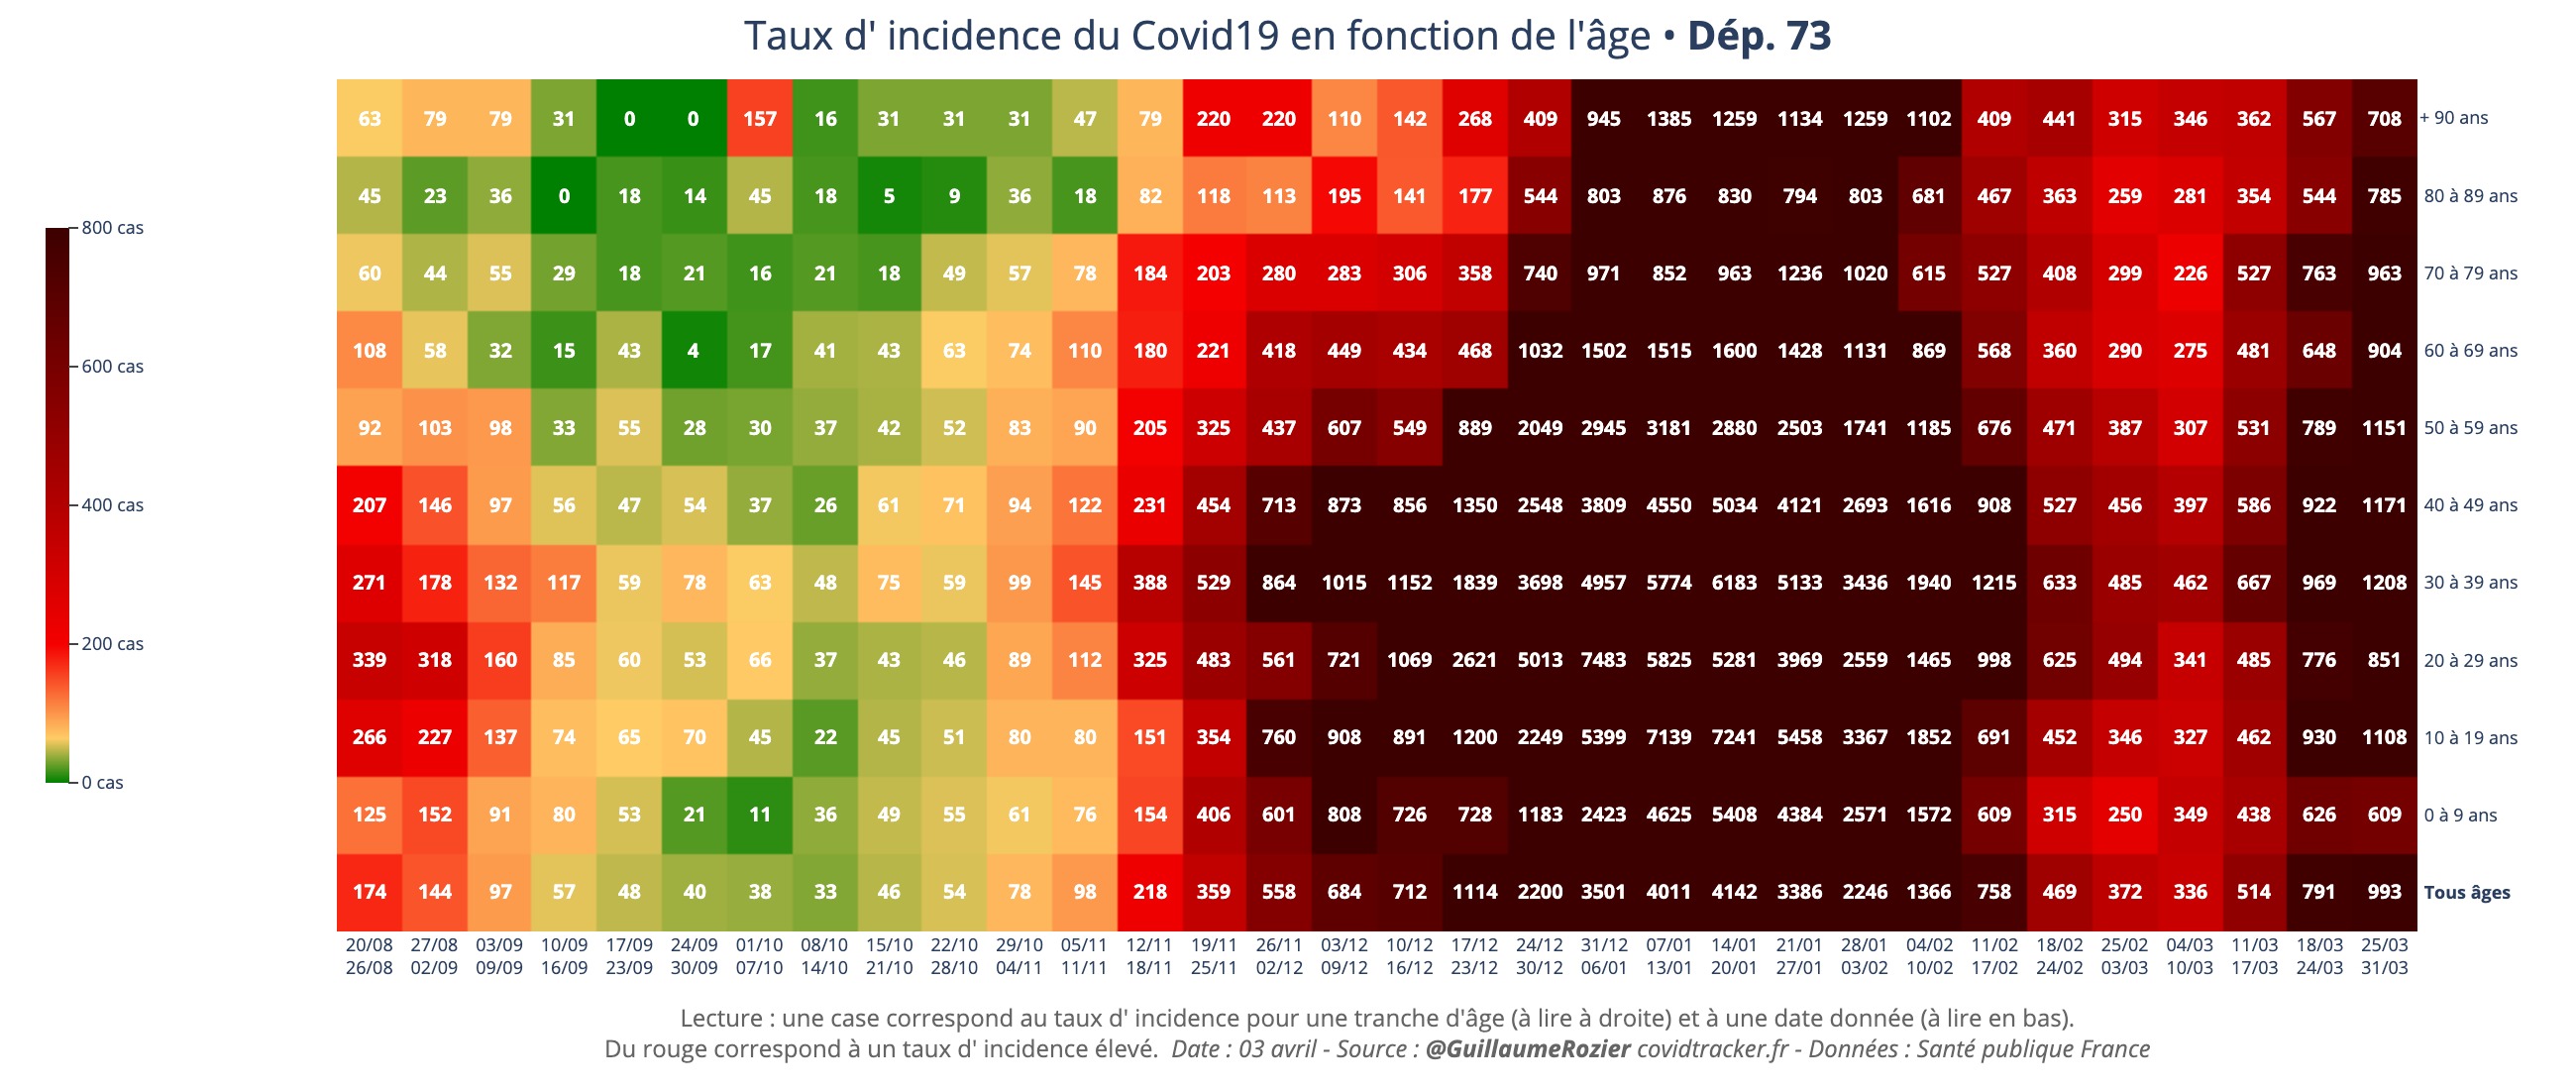 Taux d' incidence du Covid19 en fonction de l'âge • Dép. 73
63 79 79 31 0 0 157 16 31 31 31 47 79 220 220 110 142 268 409 945 1385 1259 1134 1259 1102 409 441 315 346 362 567 708 + 90 ans
45 23 36 0 18 14 45 18 5 9 36 18 82 118 113 195 141 177 544 803 876 830 794 803 681 467 363 259 281 354 544 785 80 à 89 ans
800 cas
60 44 55 29 18 21 16 21 18 49 57 78 184 203 280 283 306 358 740 971 852 963 1236 1020 615 527 408 299 226 527 763 963 70 à 79 ans
108 58 32 15 43 4 17 41 43 63 74 110 180 221 418 449 434 468 1032 1502 1515 1600 1428 1131 869 568 360 290 275 481 648 904 60 à 69 ans
600 cas
92 103 98 33 55 28 30 37 42 52 83 90 205 325 437 607 549 889 2049 2945 3181 2880 2503 1741 1185 676 471 387 307 531 789 1151 50 à 59 ans
400 cas
207 146 97 56 47 54 37 26 61 71 94 122 231 454 713 873 856 1350 2548 3809 4550 5034 4121 2693 1616 908 527 456 397 586 922 1171 40 à 49 ans
271 178 132 117 59 78 63 48 75 59 99 145 388 529 864 1015 1152 1839 3698 4957 5774 6183 5133 3436 1940 1215 633 485 462 667 969 1208 30 à 39 ans
200 cas
339 318 160 85 60 53 66 37 43 46 89 112 325 483 561 721 1069 2621 5013 7483 5825 5281 3969 2559 1465 998 625 494 341 485 776 851 20 à 29 ans
266 227 137 74 65 70 45 22 45 51 80 80 151 354 760 908 891 1200 2249 5399 7139 7241 5458 3367 1852 691 452 346 327 462 930 1108 10 à 19 ans
0 cas
125 152 91 80 53 21 11 36 49 55 61 76 154 406 601 808 726 728 1183 2423 4625 5408 4384 2571 1572 609 315 250 349 438 626 609 0 à 9 ans
174 144 97 57 48 40 38 33 46 54 78 98 218 359 558 684 712 1114 2200 3501 4011 4142 3386 2246 1366 758 469 372 336 514 791 993 Tous âges
20/08 27/08 03/09 10/09 17/09 24/09 01/10 08/10 15/10 22/10 29/10 05/11 12/11 19/11 26/11 03/12 10/12 17/12 24/12 31/12 07/01 14/01 21/01 28/01 04/02 11/02 18/02 25/02 04/03 11/03 18/03 25/03
26/08 02/09 09/09 16/09 23/09 30/09 07/10 14/10 21/10 28/10 04/11 11/11 18/11 25/11 02/12 09/12 16/12 23/12 30/12 06/01 13/01 20/01 27/01 03/02 10/02 17/02 24/02 03/03 10/03 17/03 24/03 31/03
Lecture : une case correspond au taux d' incidence pour une tranche d'âge (à lire à droite) et à une date donnée (à lire en bas).
Du rouge correspond à un taux d' incidence élevé. Date : 03 avril - Source : @GuillaumeRozier covidtracker.fr - Données : Santé publique France